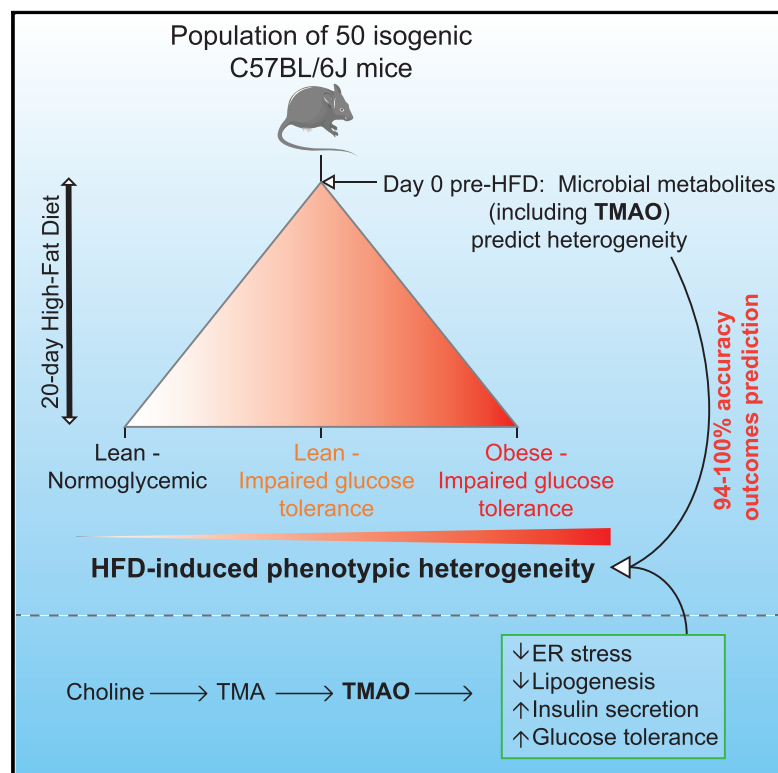 Population of 50 isogenic
C57BL/6J mice
Day 0 pre-HFD: Microbial metabolites
(including TMAO)
predict heterogeneity
20-day High-Fat Diet
94-100% accuracy
outcomes prediction
Lean -
Normoglycemic
Lean -
Impaired glucose
tolerance
Obese -
Impaired glucose
tolerance
HFD-induced phenotypic heterogeneity
Choline → TMA → TMAO →
↓ER stress
↓Lipogenesis
↑Insulin secretion
↑Glucose tolerance